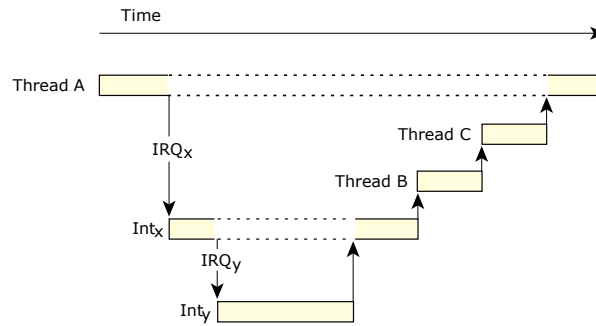 Time
Thread A
Thread C
IRQx
Thread B
Intx
IRQy
Inty